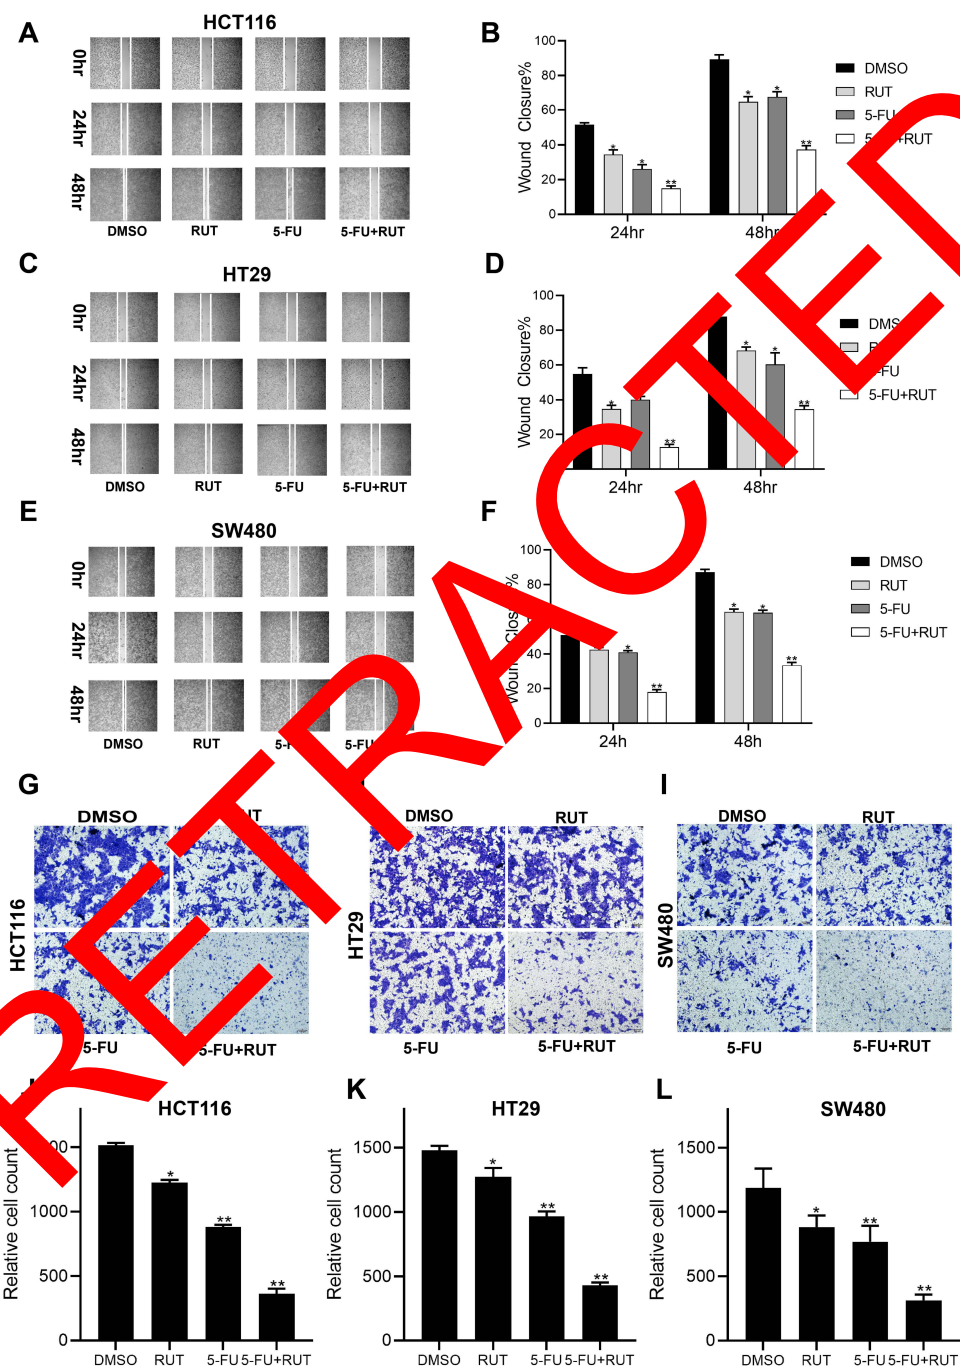 RETRACTED
A
HCT116
0hr
24hr
48hr
DMSO RUT 5-FU 5-FU+RUT
B
Wound Closure%
100
80
60
40
20
0
* * **
* * **
24hr 48hr
DMSO
RUT
5-FU
5-FU+RUT
C
HT29
0hr
24hr
48hr
DMSO RUT 5-FU 5-FU+RUT
D
Wound Closure%
100
80
60
40
20
* **
* * **
24hr 48hr
5-FU+RUT
E
SW480
0hr
24hr
48hr
DMSO RUT
F
100
80
40
20
0
* **
* * **
24h 48h
DMSO
RUT
5-FU
5-FU+RUT
G
HCT116
DMSO
5-FU 5-FU+RUT
HT29
DMSO RUT
5-FU 5-FU+RUT
I
SW480
DMSO RUT
5-FU 5-FU+RUT
HCT116
Relative cell count
1000
500
0
* ** **
DMSO RUT 5-FU 5-FU+RUT
K
HT29
Relative cell count
1500
1000
500
0
* ** **
DMSO RUT 5-FU 5-FU+RUT
L
SW480
Relative cell count
1500
1000
500
0
* ** **
DMSO RUT 5-FU 5-FU+RUT